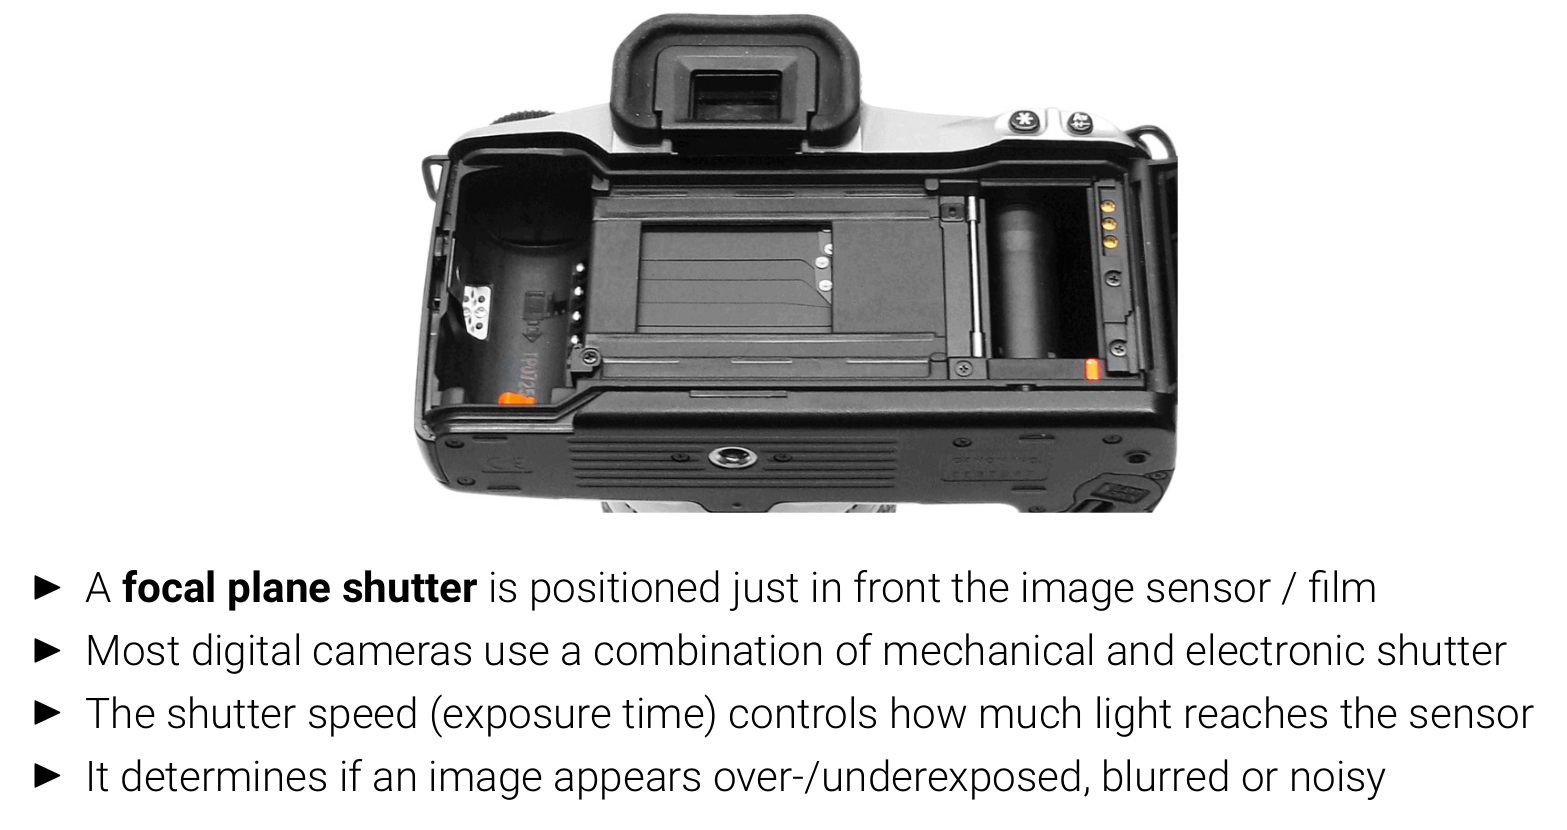 TP0725
CE
► A focal plane shutter is positioned just in front the image sensor / film
► Most digital cameras use a combination of mechanical and electronic shutter
► The shutter speed (exposure time) controls how much light reaches the sensor
► It determines if an image appears over-/underexposed, blurred or noisy